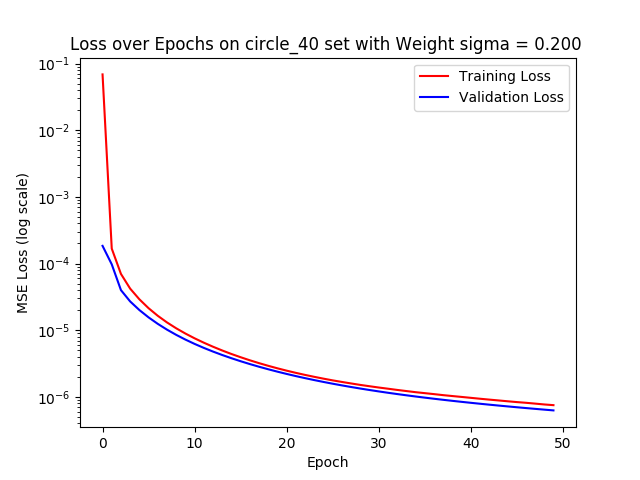 Loss over Epochs on circle_40 set with Weight sigma = 0.200
Training Loss
Validation Loss
MSE Loss (log scale)
10⁻¹
10⁻²
10⁻³
10⁻⁴
10⁻⁵
10⁻⁶
0 10 20 30 40 50
Epoch